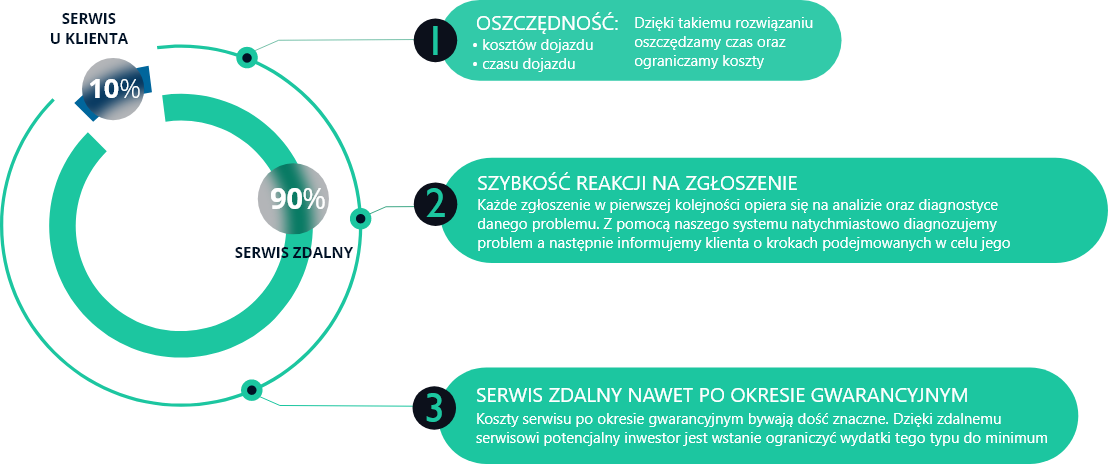 SERWIS
U KLIENTA
10%
90%
SERWIS ZDALNY
1
OSZCZĘDNOŚĆ:
• kosztów dojazdu
• czasu dojazdu
Dzięki takiemu rozwiązaniu
oszczędzamy czas oraz
ograniczamy koszty
2
SZYBKOŚĆ REAKCJI NA ZGŁOSZENIE
Każde zgłoszenie w pierwszej kolejności opiera się na analizie oraz diagnostyce
danego problemu. Z pomocą naszego systemu natychmiastowo diagnozujemy
problem a następnie informujemy klienta o krokach podejmowanych w celu jego
3
SERWIS ZDALNY NAWET PO OKRESIE GWARANCYJNYM
Koszty serwisu po okresie gwarancyjnym bywają dość znaczne. Dzięki zdalnemu
serwisowi potencjalny inwestor jest wstanie ograniczyć wydatki tego typu do minimum